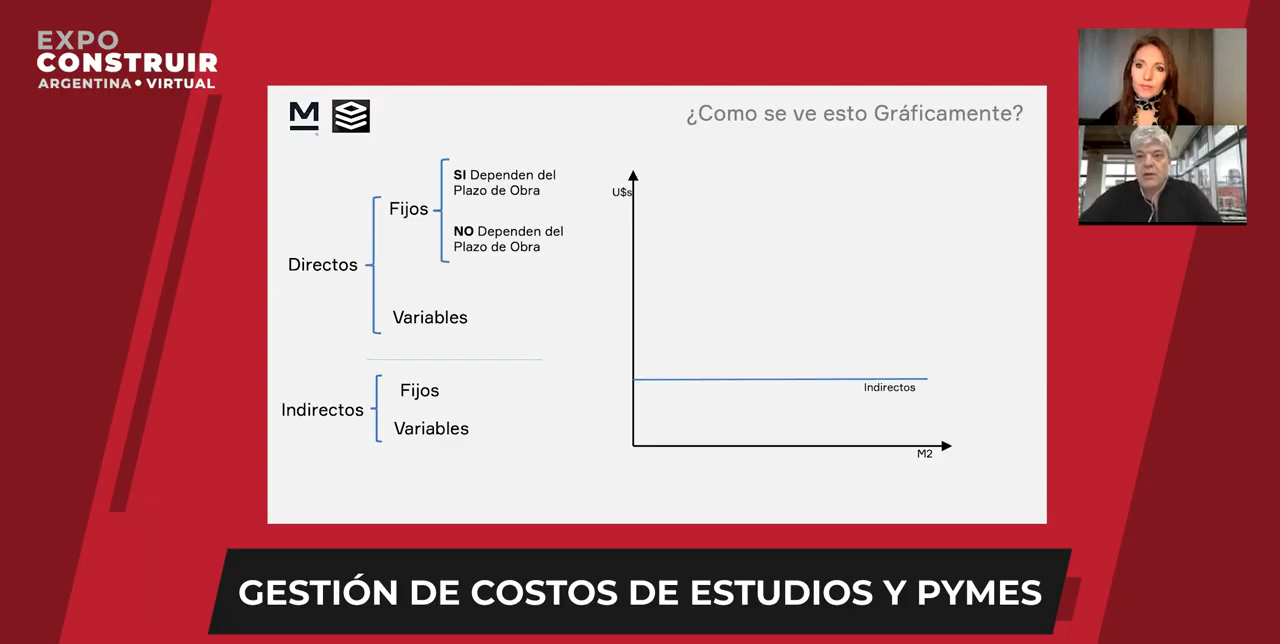 EXPO
CONSTRUIR
ARGENTINA • VIRTUAL
M
¿Como se ve esto Gráficamente?
SI Dependen del
Plazo de Obra
Fijos
NO Dependen del
Plazo de Obra
Directos
Variables
Fijos
Indirectos
Variables
U$s
Indirectos
M2
GESTIÓN DE COSTOS DE ESTUDIOS Y PYMES